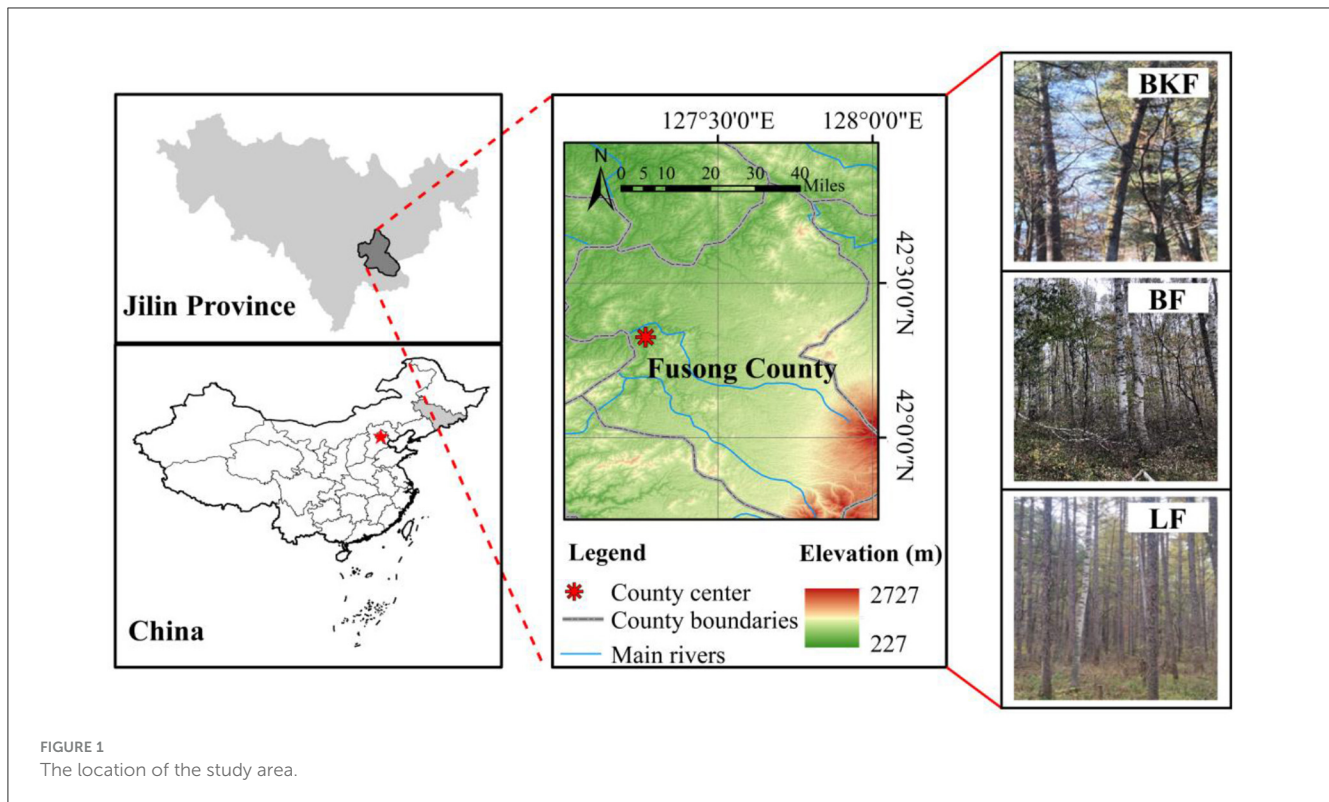 Jilin Province
China
127°30'0"E 128°0'0"E
N
0 5 10 20 30 40
Miles
42°30'0"N
Fusong County
42°0'0"N
Legend
County center
County boundaries
Main rivers
Elevation (m)
2727
227
BKF
BF
LF
FIGURE 1
The location of the study area.